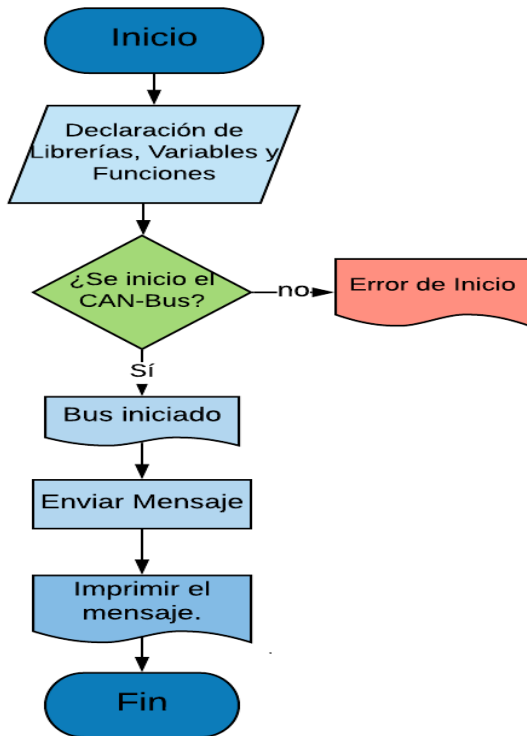 Inicio
Declaración de
Librerías, Variables y
Funciones
¿Se inicio el
CAN-Bus?
no
Error de Inicio
Sí
Bus iniciado
Enviar Mensaje
Imprimir el
mensaje.
Fin